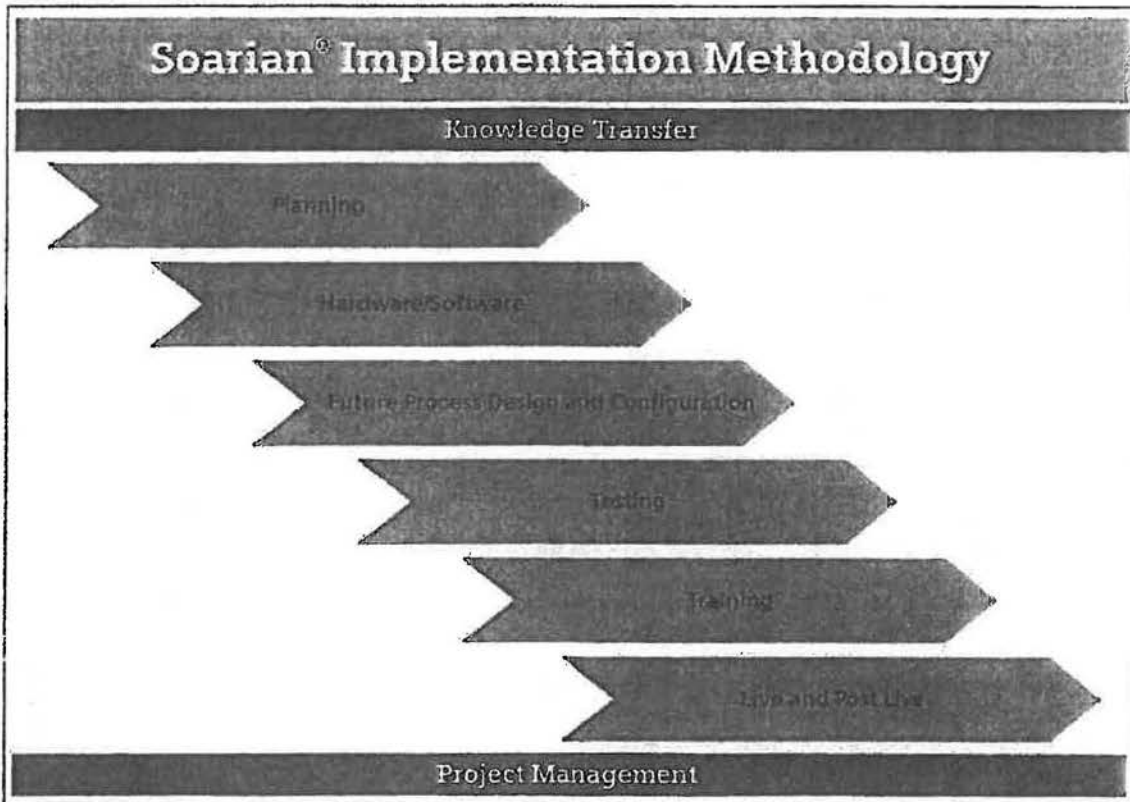 Soarian® Implementation Methodology
Knowledge Transfer
Planning
Hardware/Software
Future Process Design and Configuration
Testing
Training
Live and Post Live
Project Management